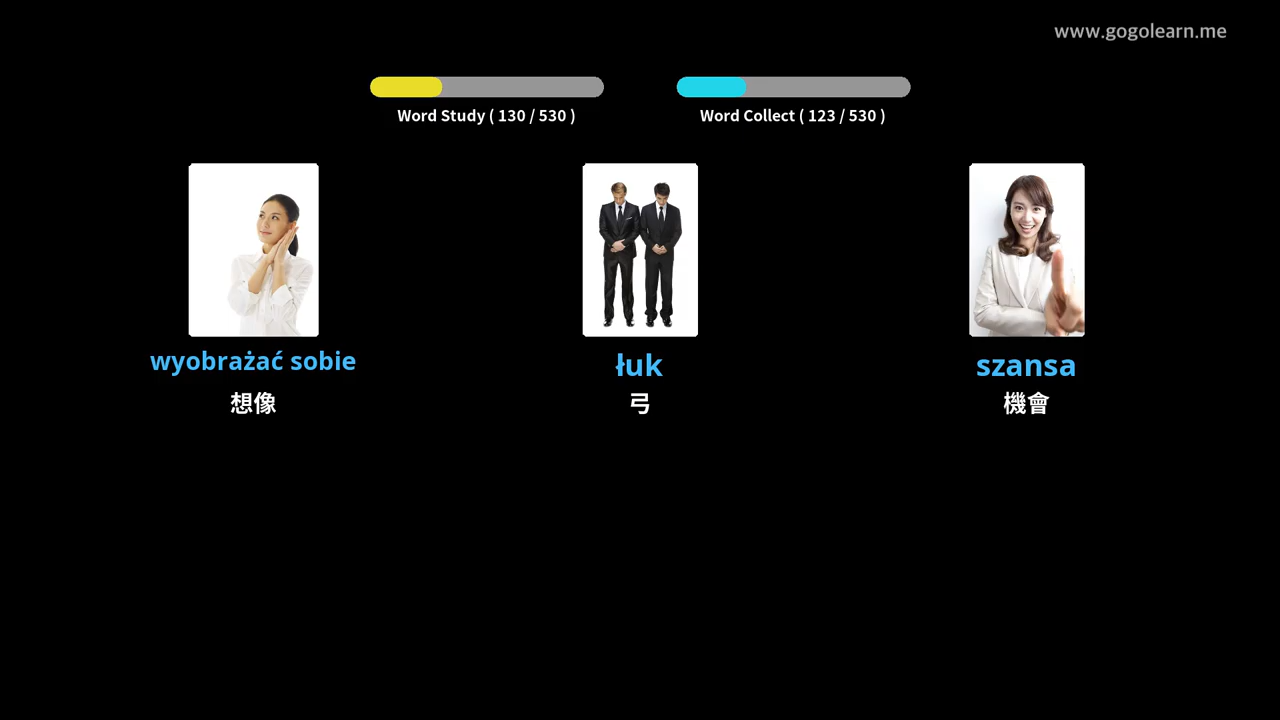 www.gogolearn.me
Word Study ( 130 / 530 )
Word Collect ( 123 / 530 )
wyobrażać sobie
łuk
szansa
想像
弓
機會